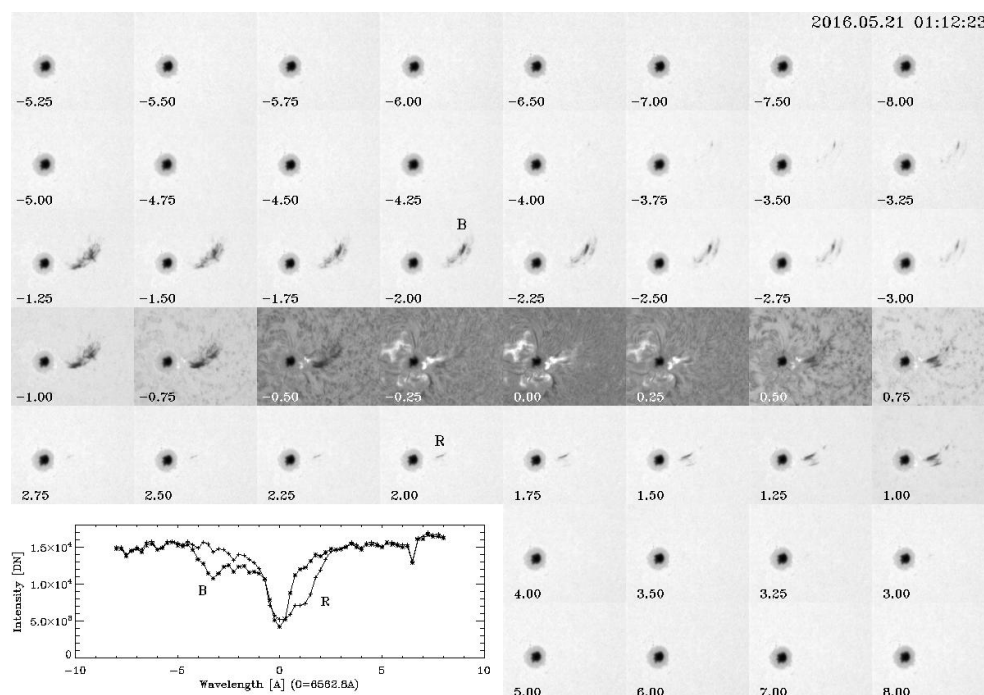 2016.05.21 01:12:23
-5.25 -5.50 -5.75 -6.00 -6.50 -7.00 -7.50 -8.00
-5.00 -4.75 -4.50 -4.25 -4.00 -3.75 -3.50 -3.25
B
-1.25 -1.50 -1.75 -2.00 -2.25 -2.50 -2.75 -3.00
-1.00 -0.75 -0.50 -0.25 0.00 0.25 0.50 0.75
R
2.75 2.50 2.25 2.00 1.75 1.50 1.25 1.00
4.00 3.50 3.25 3.00
5.00 6.00 7.00 8.00
Intensity [DN]
1.5×10⁴
1.0×10⁴
5.0×10³
0
B
R
-10 -5 0 5 10
Wavelength [A] (0=6562.8A)